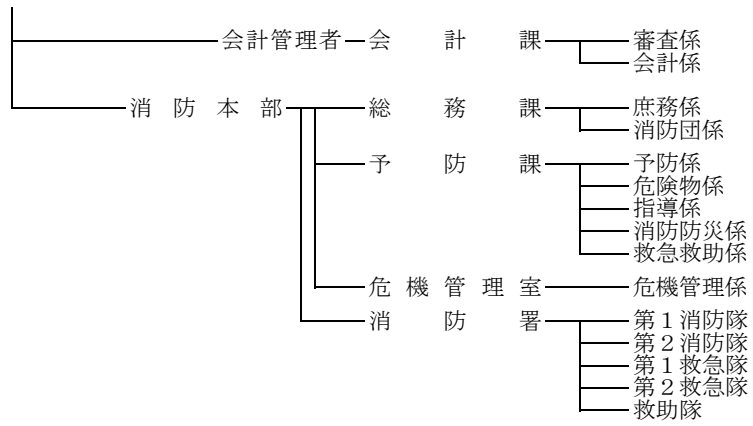 会計管理者 会計課 審査係
会計係
消防本部 総務課 庶務係
消防団係
予防課 予防係
危険物係
指導係
消防防災係
救急救助係
危機管理室 危機管理係
消防署 第１消防隊
第２消防隊
第１救急隊
第２救急隊
救助隊